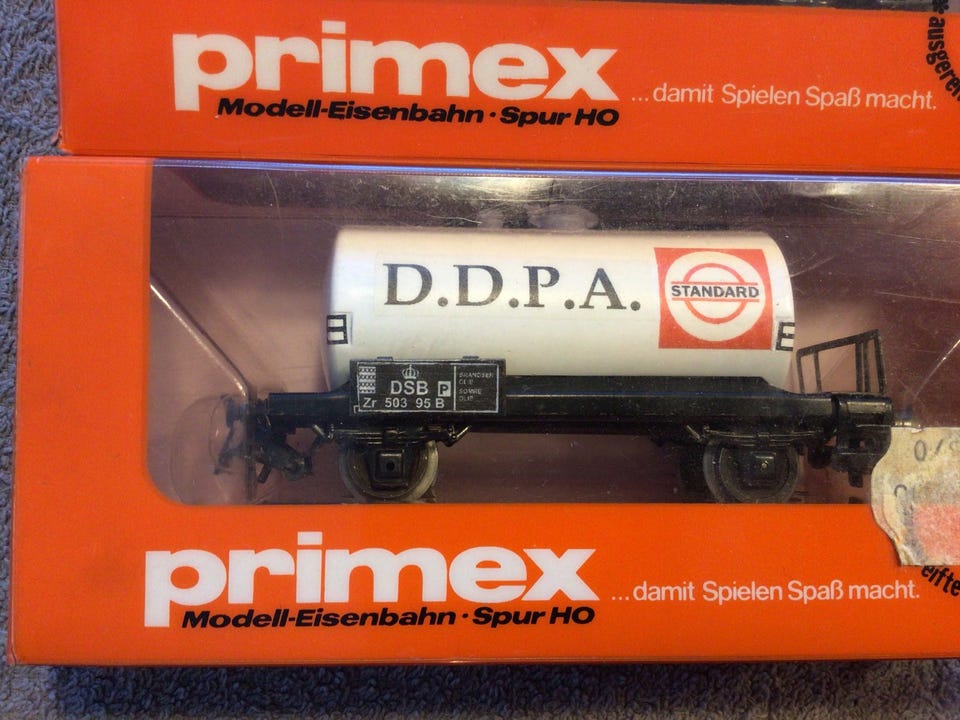 primex
Modell-Eisenbahn · Spur HO
...damit Spielen Spaß macht.
D.D.P.A.
STANDARD
DSB P
Zr 503 95 B
primex
Modell-Eisenbahn · Spur HO
...damit Spielen Spaß macht.